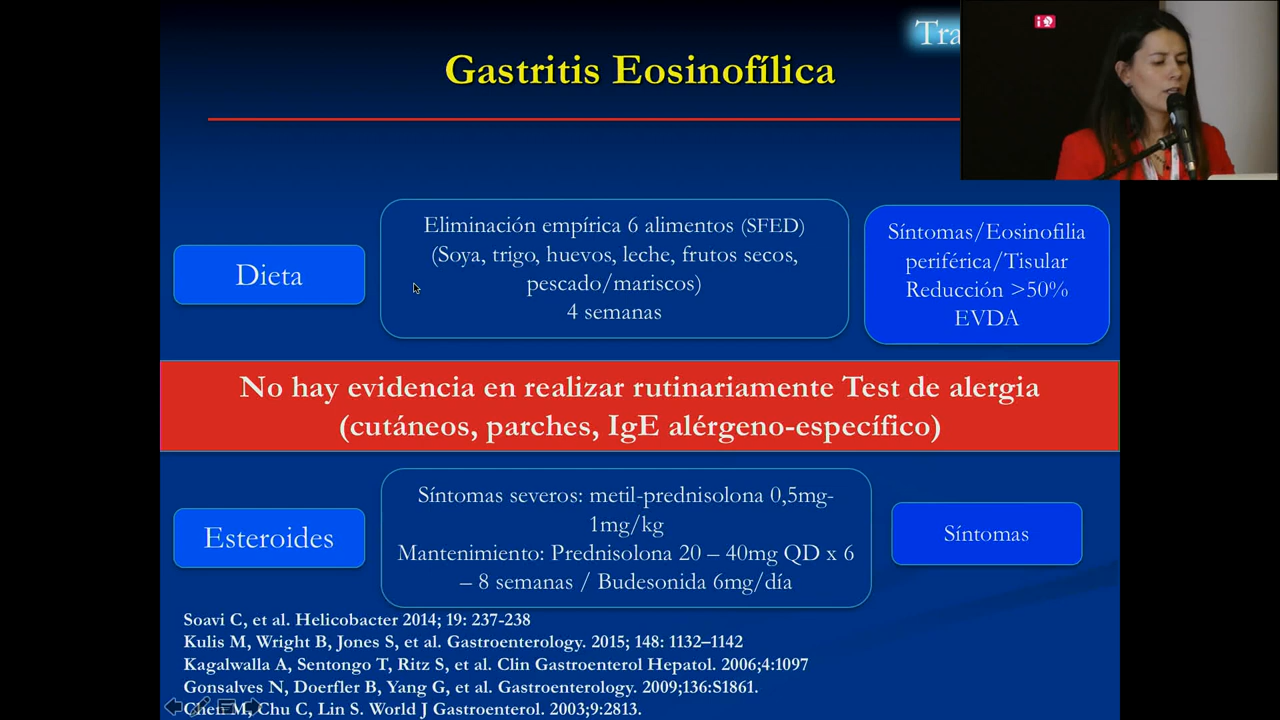 Gastritis Eosinofílica
Dieta
Eliminación empírica 6 alimentos (SFED)
(Soya, trigo, huevos, leche, frutos secos,
pescado/mariscos)
4 semanas
Síntomas/Eosinofilia
periférica/Tisular
Reducción >50%
EVDA
No hay evidencia en realizar rutinariamente Test de alergia
(cutáneos, parches, IgE alérgeno-específico)
Esteroides
Síntomas severos: metil-prednisolona 0,5mg-
1mg/kg
Mantenimiento: Prednisolona 20 – 40mg QD x 6
– 8 semanas / Budesonida 6mg/día
Síntomas
Soavi C, et al. Helicobacter 2014; 19: 237-238
Kulis M, Wright B, Jones S, et al. Gastroenterology. 2015; 148: 1132–1142
Kagalwalla A, Sentongo T, Ritz S, et al. Clin Gastroenterol Hepatol. 2006;4:1097
Gonsalves N, Doerfler B, Yang G, et al. Gastroenterology. 2009;136:S1861.
Chen M, Chu C, Lin S. World J Gastroenterol. 2003;9:2813.